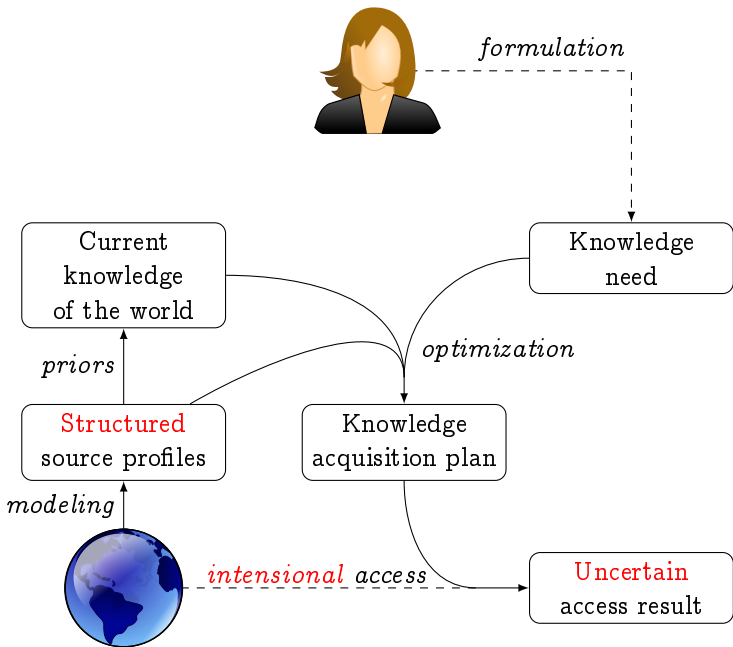 formulation
Current
knowledge
of the world
Knowledge
need
priors
optimization
Structured
source profiles
Knowledge
acquisition plan
modeling
intensional access
Uncertain
access result